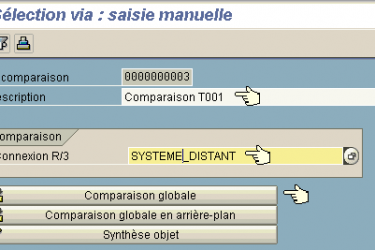 Sélection via : saisie manuelle
comparaison 0000000003
escription Comparaison T001
omparaison
Connexion R/3 SYSTEME_DISTANT
Comparaison globale
Comparaison globale en arrière-plan
Synthèse objet